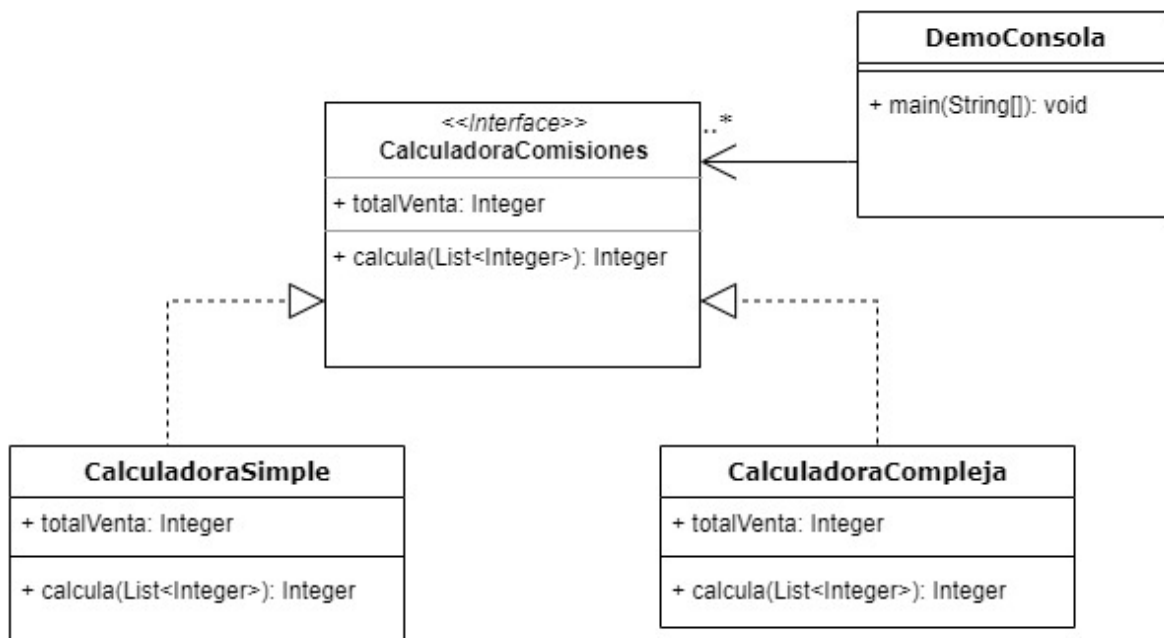 DemoConsola
+ main(String[]): void
<<Interface>>
CalculadoraComisiones
..*
+ totalVenta: Integer
+ calcula(List<Integer>): Integer
CalculadoraSimple
+ totalVenta: Integer
+ calcula(List<Integer>): Integer
CalculadoraCompleja
+ totalVenta: Integer
+ calcula(List<Integer>): Integer